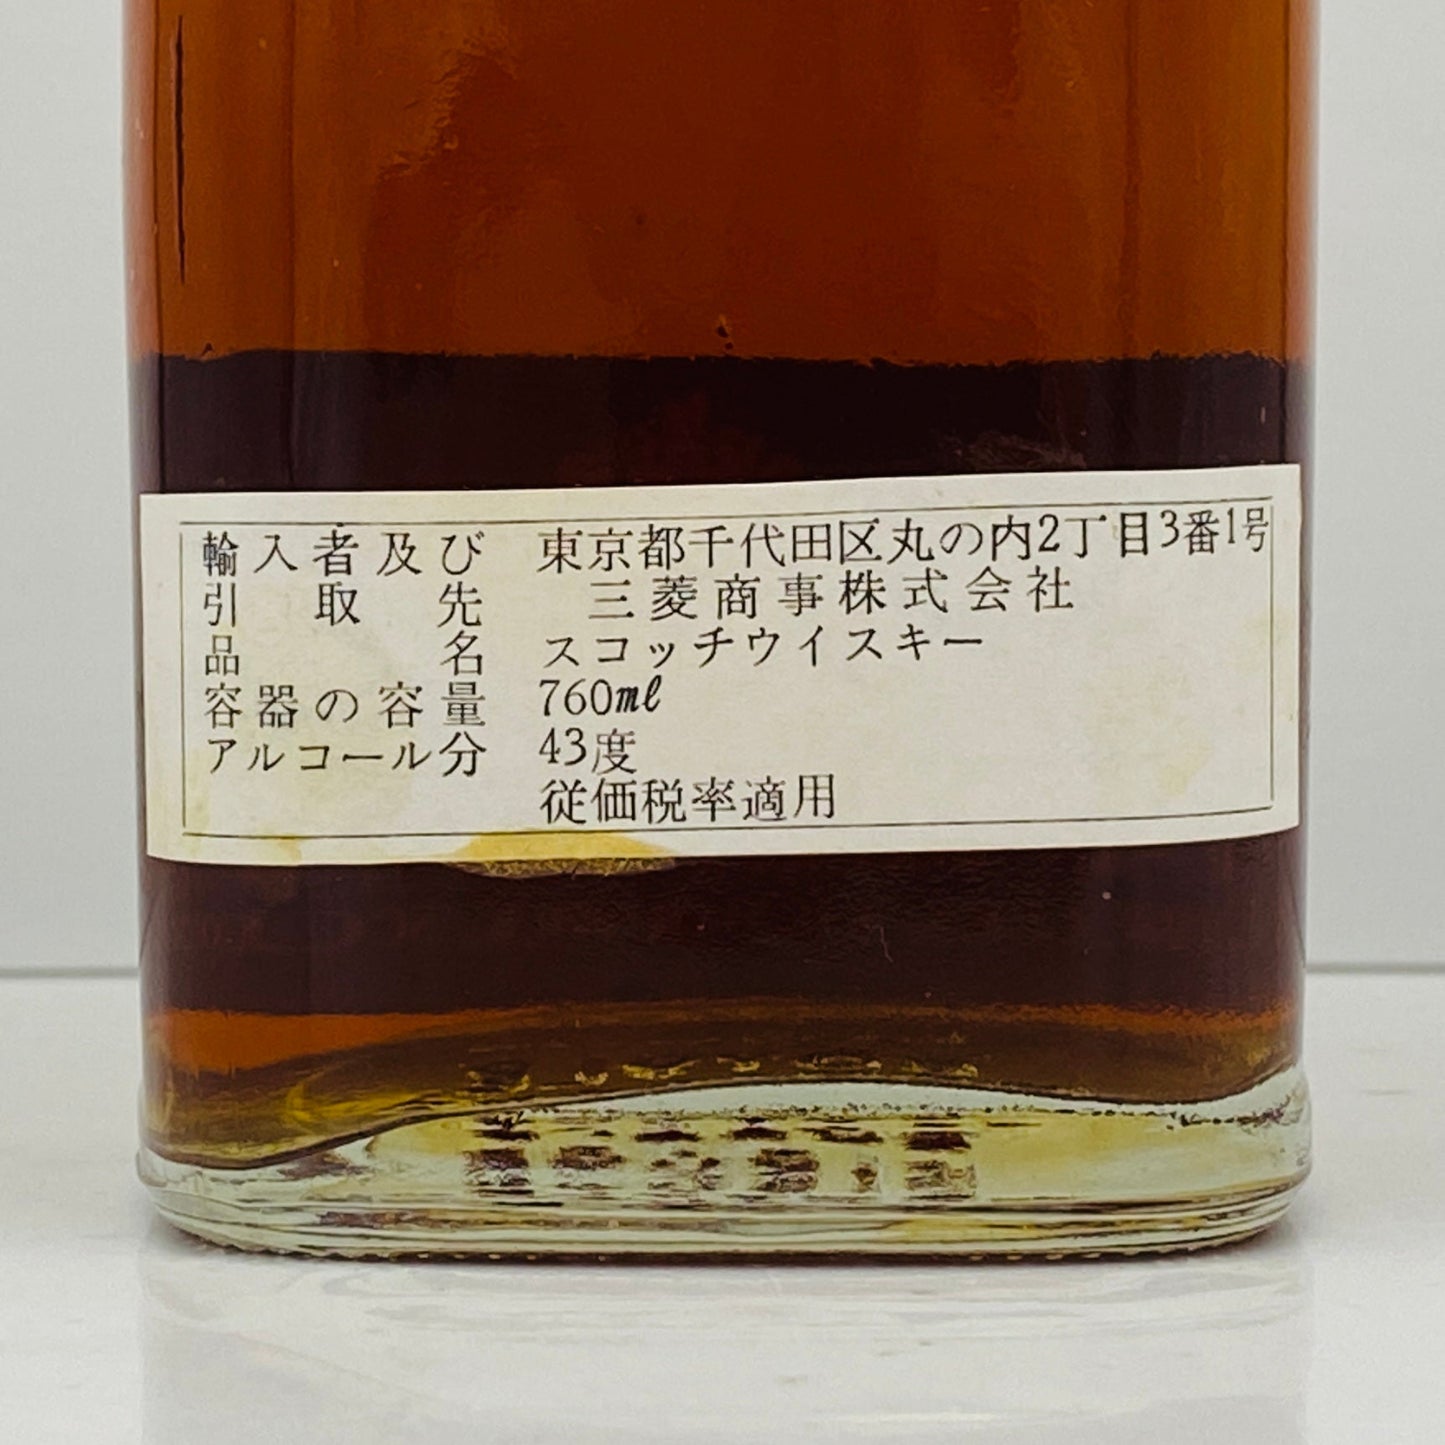 輸入者及び 東京都千代田区丸の内2丁目3番1号
引取先 三菱商事株式会社
品名 スコッチウイスキー
容器の容量 760ml
アルコール分 43度
従価税率適用